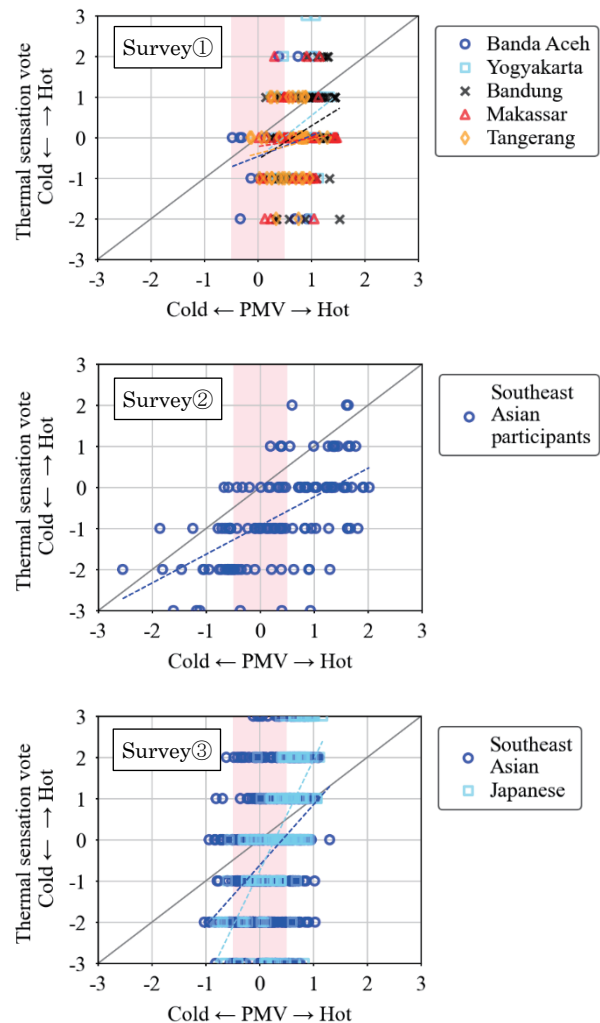 Survey①
Thermal sensation vote
Cold ← → Hot
3
2
1
0
-1
-2
-3
-3 -2 -1 0 1 2 3
Cold ← PMV → Hot
Banda Aceh
Yogyakarta
Bandung
Makassar
Tangerang
Survey②
Thermal sensation vote
Cold ← → Hot
3
2
1
0
-1
-2
-3
-3 -2 -1 0 1 2 3
Cold ← PMV → Hot
Southeast
Asian
participants
Survey③
Thermal sensation vote
Cold ← → Hot
3
2
1
0
-1
-2
-3
-3 -2 -1 0 1 2 3
Cold ← PMV → Hot
Southeast
Asian
Japanese